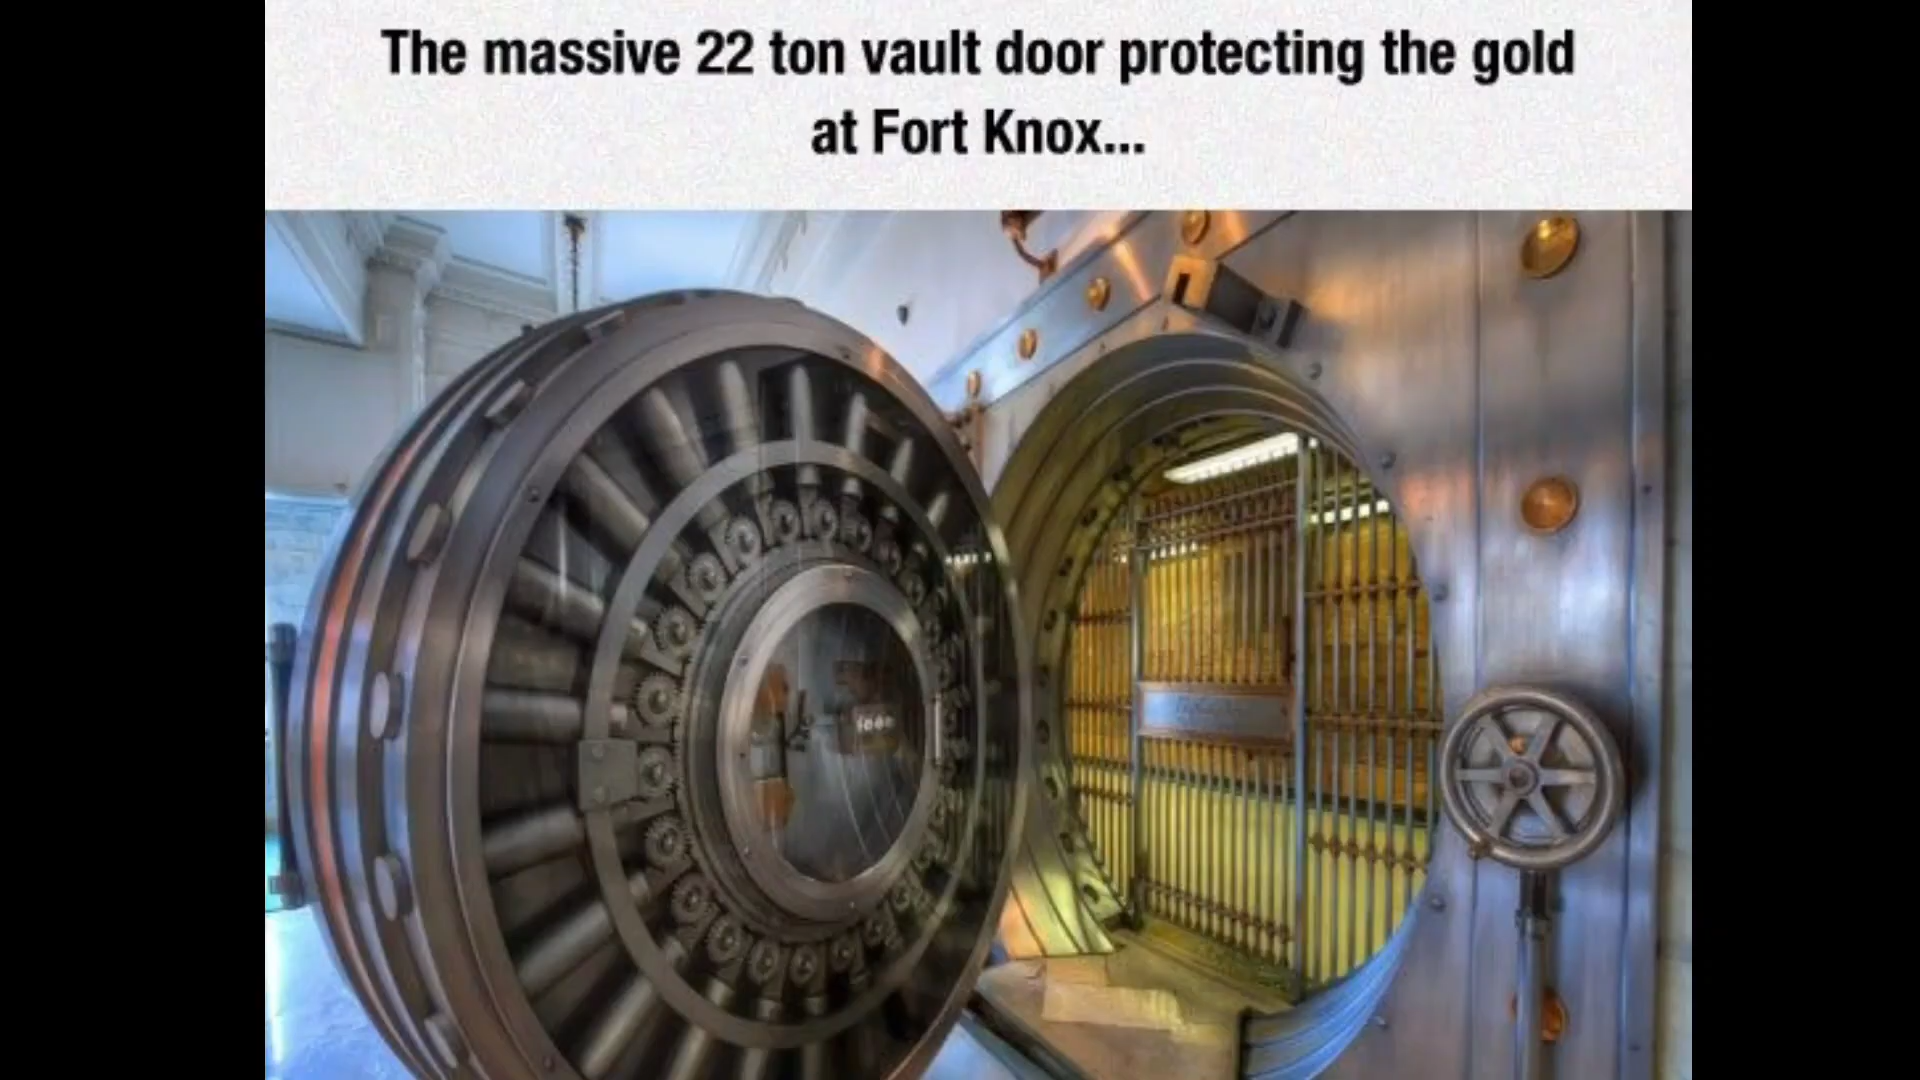 The massive 22 ton vault door protecting the gold
at Fort Knox...